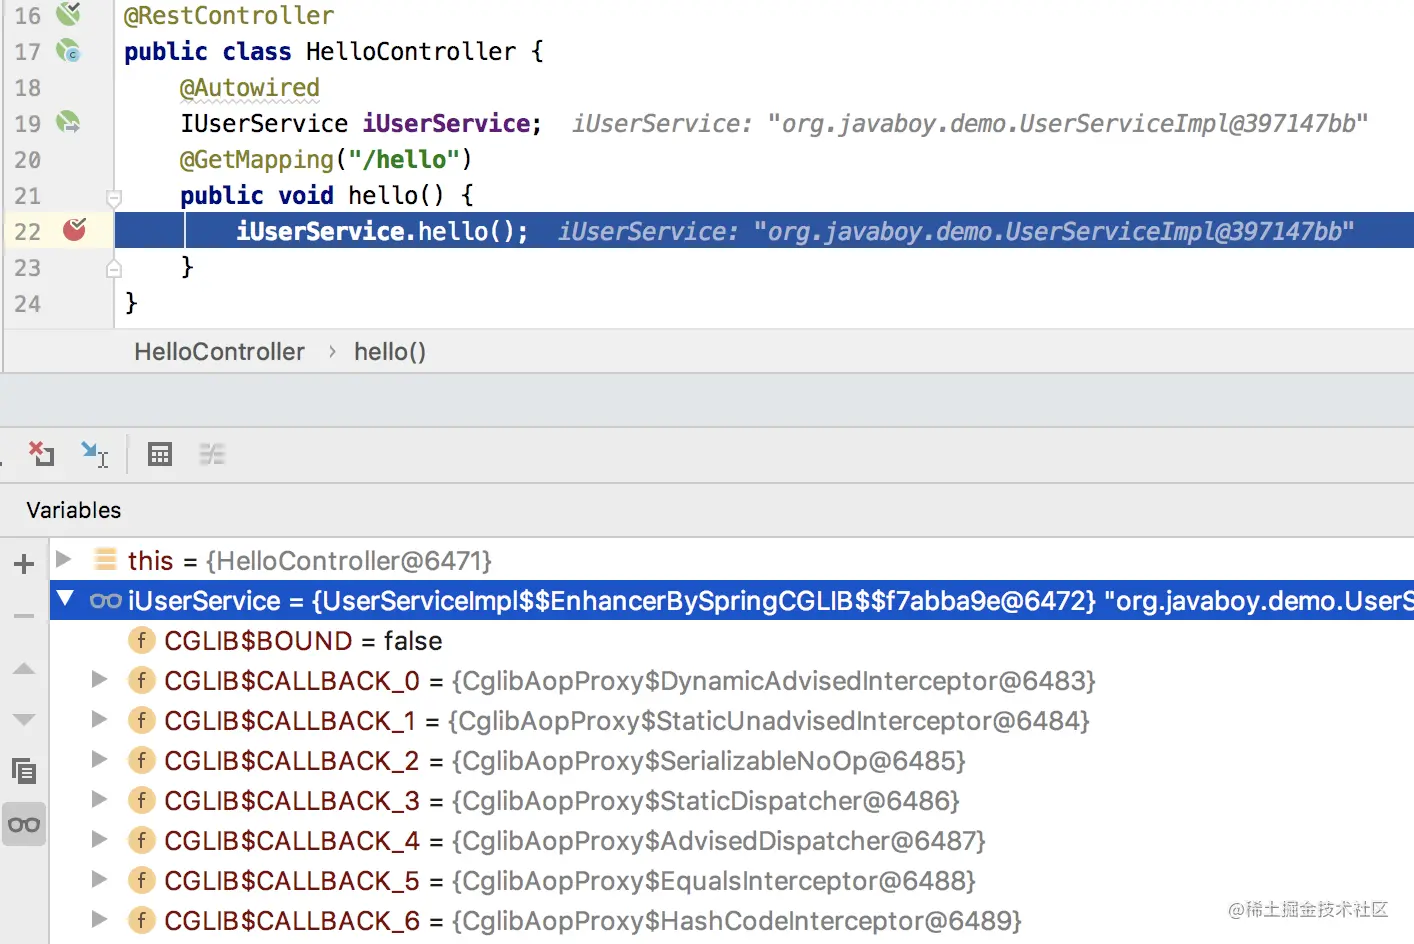 16 @RestController
17 public class HelloController {
18 @Autowired
19 IUserService iUserService; iUserService: "org.javaboy.demo.UserServiceImpl@397147bb"
20 @GetMapping("/hello")
21 public void hello() {
22 iUserService.hello(); iUserService: "org.javaboy.demo.UserServiceImpl@397147bb"
23 }
24 }
HelloController › hello()
Variables
this = {HelloController@6471}
iUserService = {UserServiceImpl$$EnhancerBySpringCGLIB$$f7abba9e@6472} "org.javaboy.demo.UserS
f CGLIB$BOUND = false
f CGLIB$CALLBACK_0 = {CglibAopProxy$DynamicAdvisedInterceptor@6483}
f CGLIB$CALLBACK_1 = {CglibAopProxy$StaticUnadvisedInterceptor@6484}
f CGLIB$CALLBACK_2 = {CglibAopProxy$SerializableNoOp@6485}
f CGLIB$CALLBACK_3 = {CglibAopProxy$StaticDispatcher@6486}
f CGLIB$CALLBACK_4 = {CglibAopProxy$AdvisedDispatcher@6487}
f CGLIB$CALLBACK_5 = {CglibAopProxy$EqualsInterceptor@6488}
f CGLIB$CALLBACK_6 = {CglibAopProxy$HashCodeInterceptor@6489}
@稀土掘金技术社区